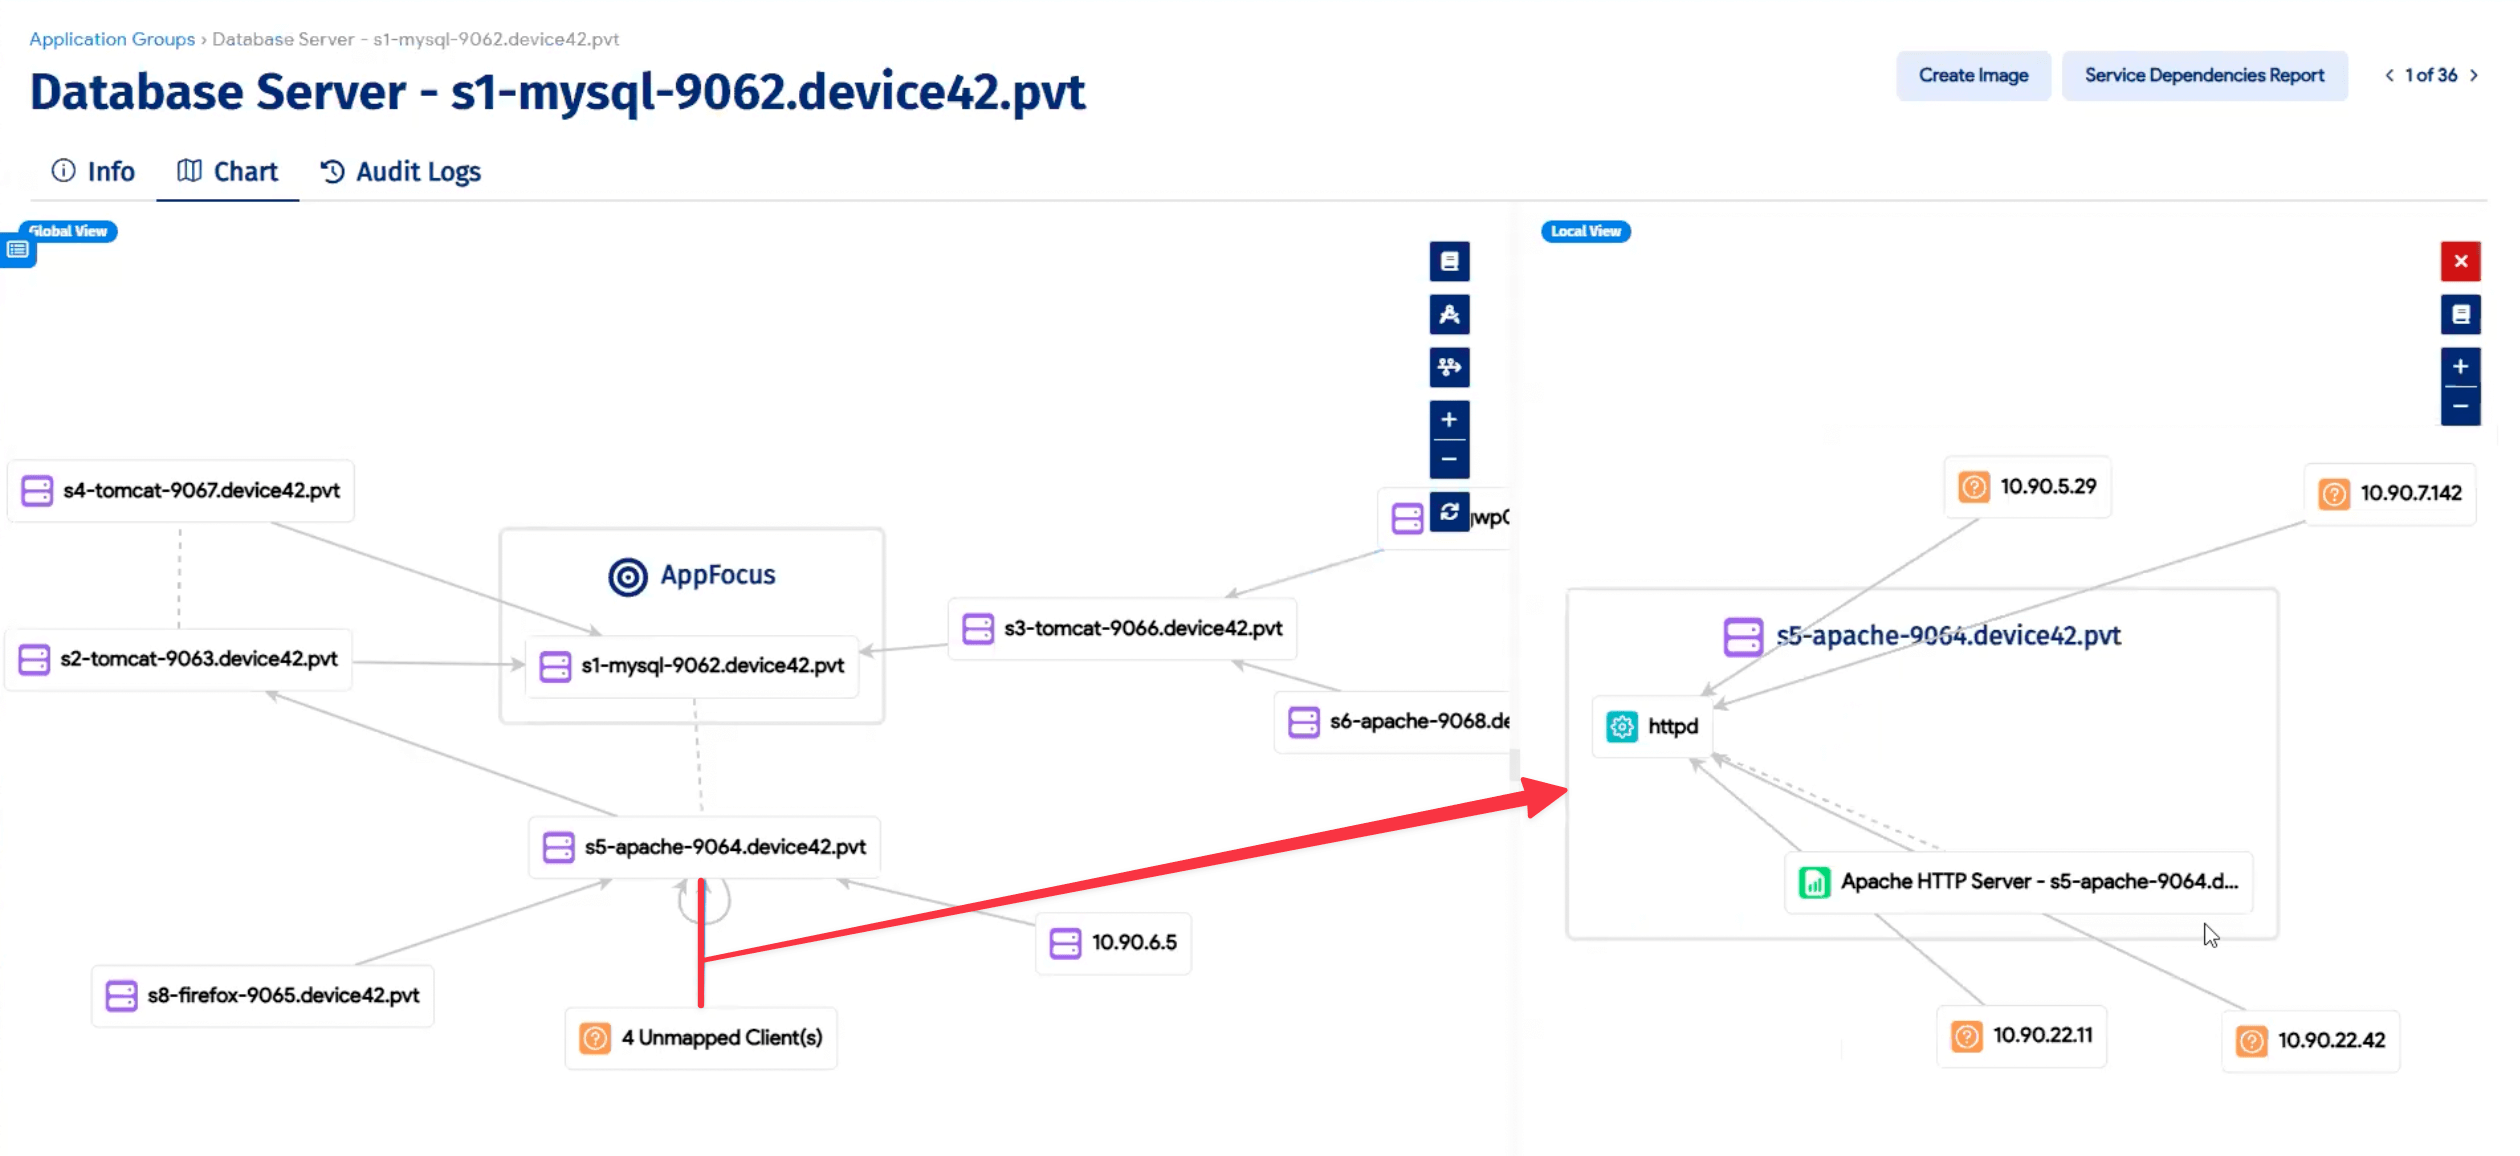 Application Groups › Database Server - s1-mysql-9062.device42.pvt
Database Server - s1-mysql-9062.device42.pvt
Create Image
Service Dependencies Report
< 1 of 36 >
Info
Chart
Audit Logs
Global View
Local View
s4-tomcat-9067.device42.pvt
AppFocus
s2-tomcat-9063.device42.pvt
s1-mysql-9062.device42.pvt
s3-tomcat-9066.device42.pvt
s6-apache-9068.de
s5-apache-9064.device42.pvt
10.90.6.5
s8-firefox-9065.device42.pvt
4 Unmapped Client(s)
10.90.5.29
10.90.7.142
s5-apache-9064.device42.pvt
httpd
Apache HTTP Server - s5-apache-9064.d...
10.90.22.11
10.90.22.42